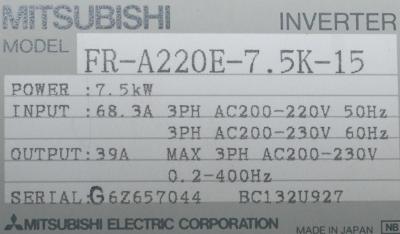 MITSUBISHI INVERTER
MODEL FR-A220E-7.5K-15
POWER :7.5kW
INPUT :68.3A 3PH AC200-220V 50Hz
3PH AC200-230V 60Hz
OUTPUT:39A MAX 3PH AC200-230V
0.2-400Hz
SERIAL:G6Z657044 BC132U927
MITSUBISHI ELECTRIC CORPORATION MADE IN JAPAN NB